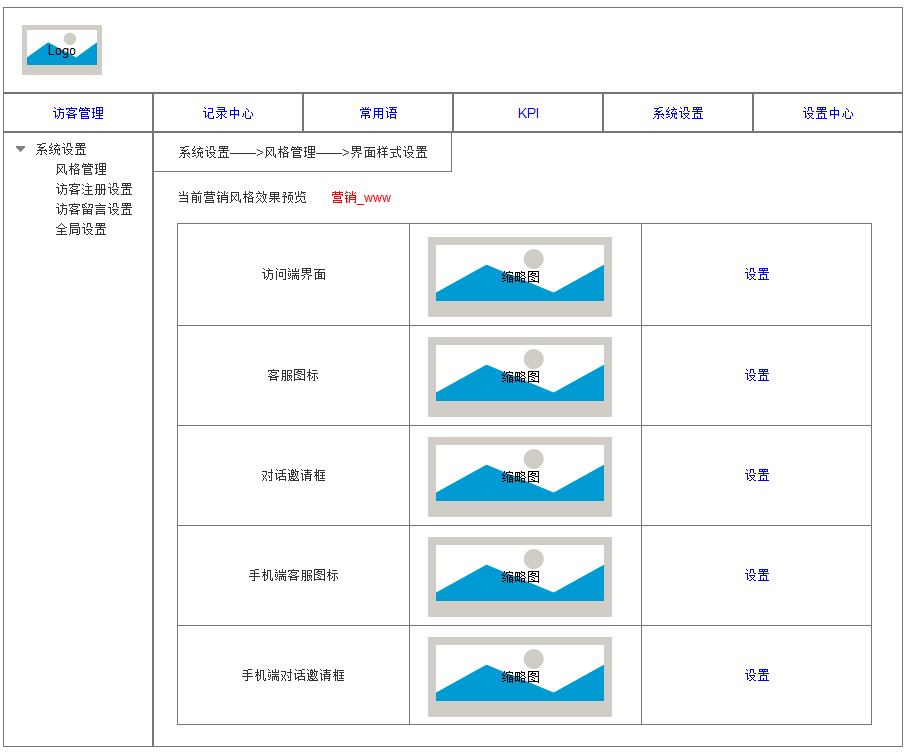 Logo
访客管理 记录中心 常用语 KPI 系统设置 设置中心
系统设置
风格管理
访客注册设置
访客留言设置
全局设置
系统设置——>风格管理——>界面样式设置
当前营销风格效果预览 营销_www
访问端界面 缩略图 设置
客服图标 缩略图 设置
对话邀请框 缩略图 设置
手机端客服图标 缩略图 设置
手机端对话邀请框 缩略图 设置